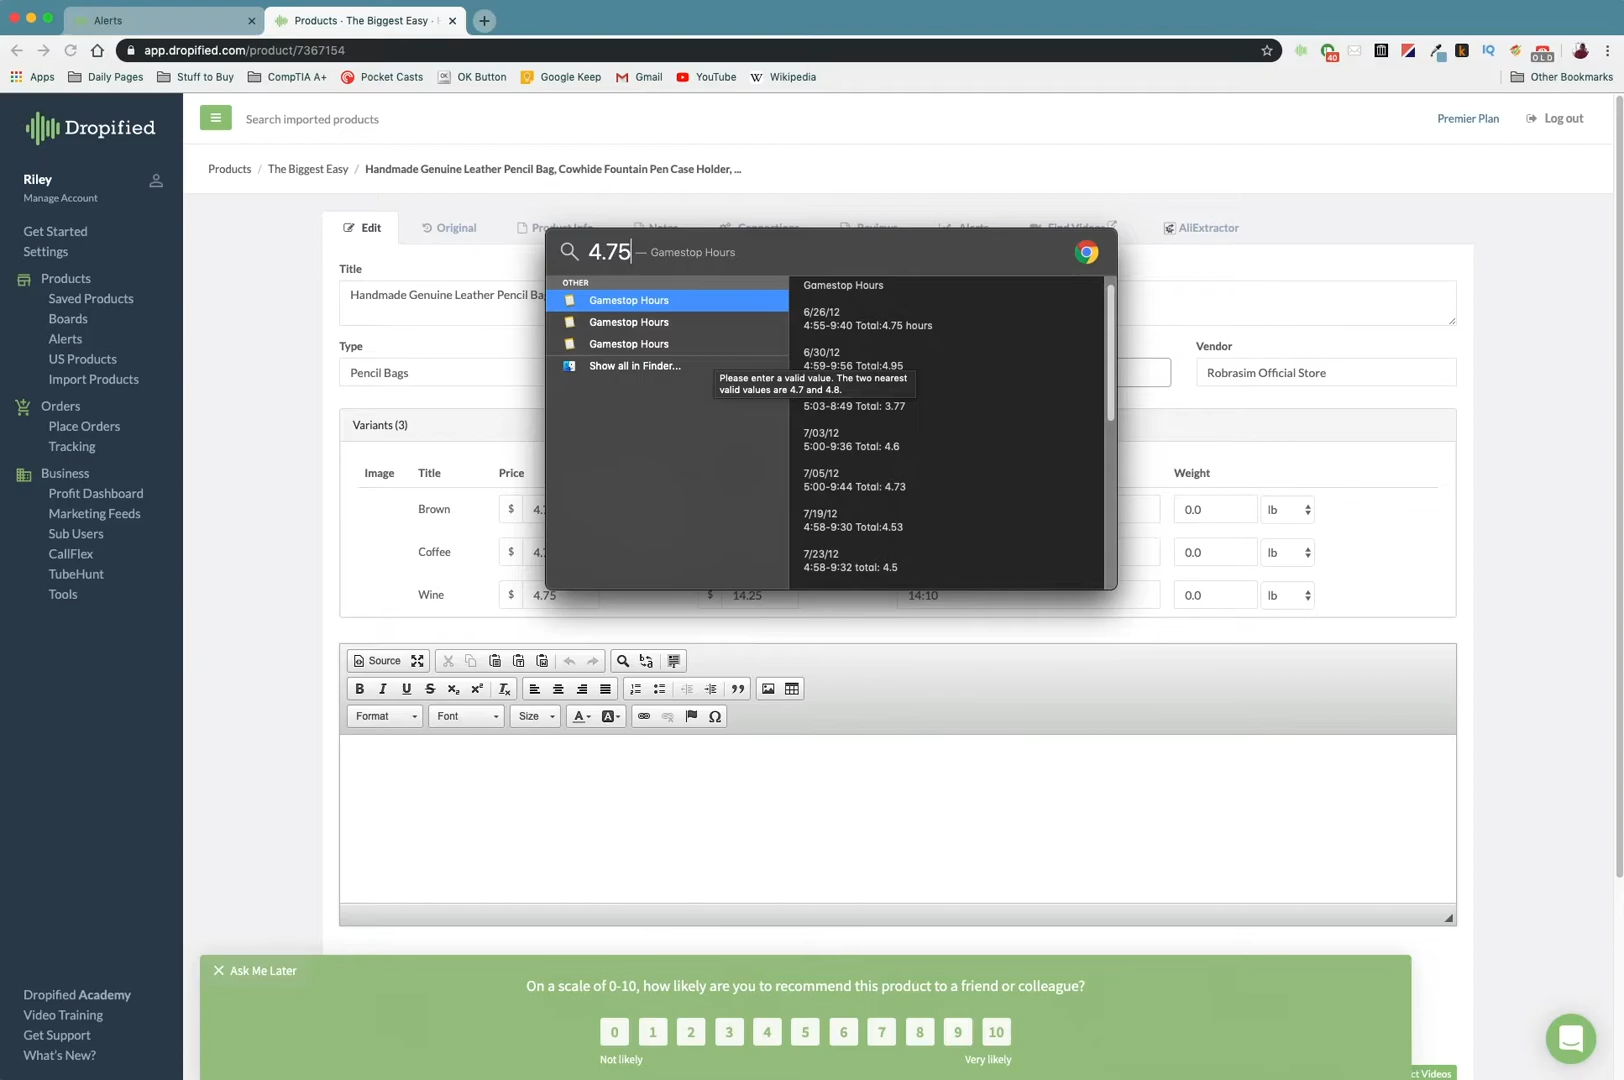 Alerts
Products · The Biggest Easy ·
app.dropified.com/product/7367154
40
IQ
OLD
Apps
Daily Pages
Stuff to Buy
CompTIA A+
Pocket Casts
OK Button
Google Keep
Gmail
YouTube
Wikipedia
Other Bookmarks
Dropified
Search imported products
Premier Plan
Log out
Riley
Manage Account
Products / The Biggest Easy / Handmade Genuine Leather Pencil Bag, Cowhide Fountain Pen Case Holder, ...
Get Started
Settings
Products
Saved Products
Boards
Alerts
US Products
Import Products
Orders
Place Orders
Tracking
Business
Profit Dashboard
Marketing Feeds
Sub Users
CallFlex
TubeHunt
Tools
Dropified Academy
Video Training
Get Support
What's New?
Edit
Original
AliExtractor
Title
Handmade Genuine Leather Pencil Ba
Type
Pencil Bags
Vendor
Robrasim Official Store
4.75 — Gamestop Hours
OTHER
Gamestop Hours
Gamestop Hours
Gamestop Hours
Show all in Finder...
Gamestop Hours
6/26/12
4:55-9:40 Total:4.75 hours
6/30/12
4:59-9:56 Total:4.95
Please enter a valid value. The two nearest
valid values are 4.7 and 4.8.
5:03-8:49 Total: 3.77
7/03/12
5:00-9:36 Total: 4.6
7/05/12
5:00-9:44 Total: 4.73
7/19/12
4:58-9:30 Total:4.53
7/23/12
4:58-9:32 total: 4.5
Variants (3)
Image
Title
Price
Weight
Brown
$
0.0
lb
Coffee
$
0.0
lb
Wine
$
4.75
$
14.25
14:10
0.0
lb
Source
B I U S x₂ x² Tx
Format
Font
Size
A
A
Ω
Ask Me Later
On a scale of 0-10, how likely are you to recommend this product to a friend or colleague?
0 1 2 3 4 5 6 7 8 9 10
Not likely
Very likely
ct Videos